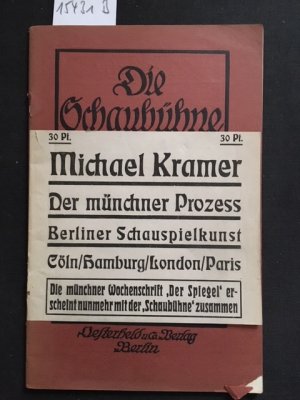 15431 B
Die
Schaubühne
30 Pf. 30 Pf.
Michael Kramer
Der münchner Prozess
Berliner Schauspielkunst
Cöln/Hamburg/London/Paris
Die münchner Wochenschrift ‚Der Spiegel' er-
scheint nunmehr mit der ‚Schaubühne' zusammen
Oesterheld u. Co. Verlag
Berlin